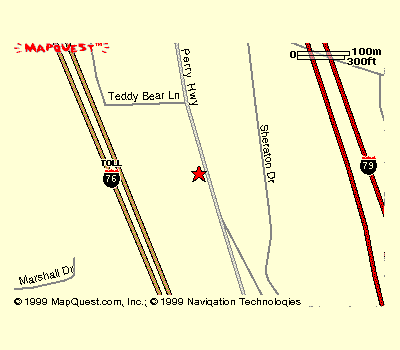 MAPQUEST™
0 100m
300ft
Perry Hwy
Teddy Bear Ln
Sheraton Dr
TOLL
76
79
Marshall Dr
© 1999 MapQuest.com, Inc.; © 1999 Navigation Technologies